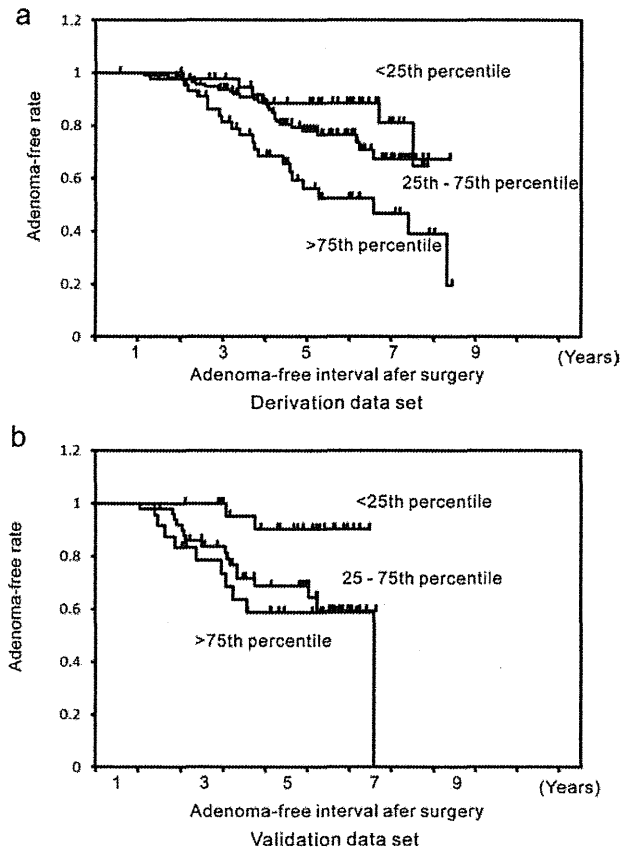 a
1.2
1
0.8
0.6
0.4
0.2
0
Adenoma-free rate
<25th percentile
25th - 75th percentile
>75th percentile
1 3 5 7 9 (Years)
Adenoma-free interval afer surgery
Derivation data set
b
1.2
1
0.8
0.6
0.4
0.2
0
Adenoma-free rate
<25th percentile
25 - 75th percentile
>75th percentile
1 3 5 7 9 (Years)
Adenoma-free interval afer surgery
Validation data set